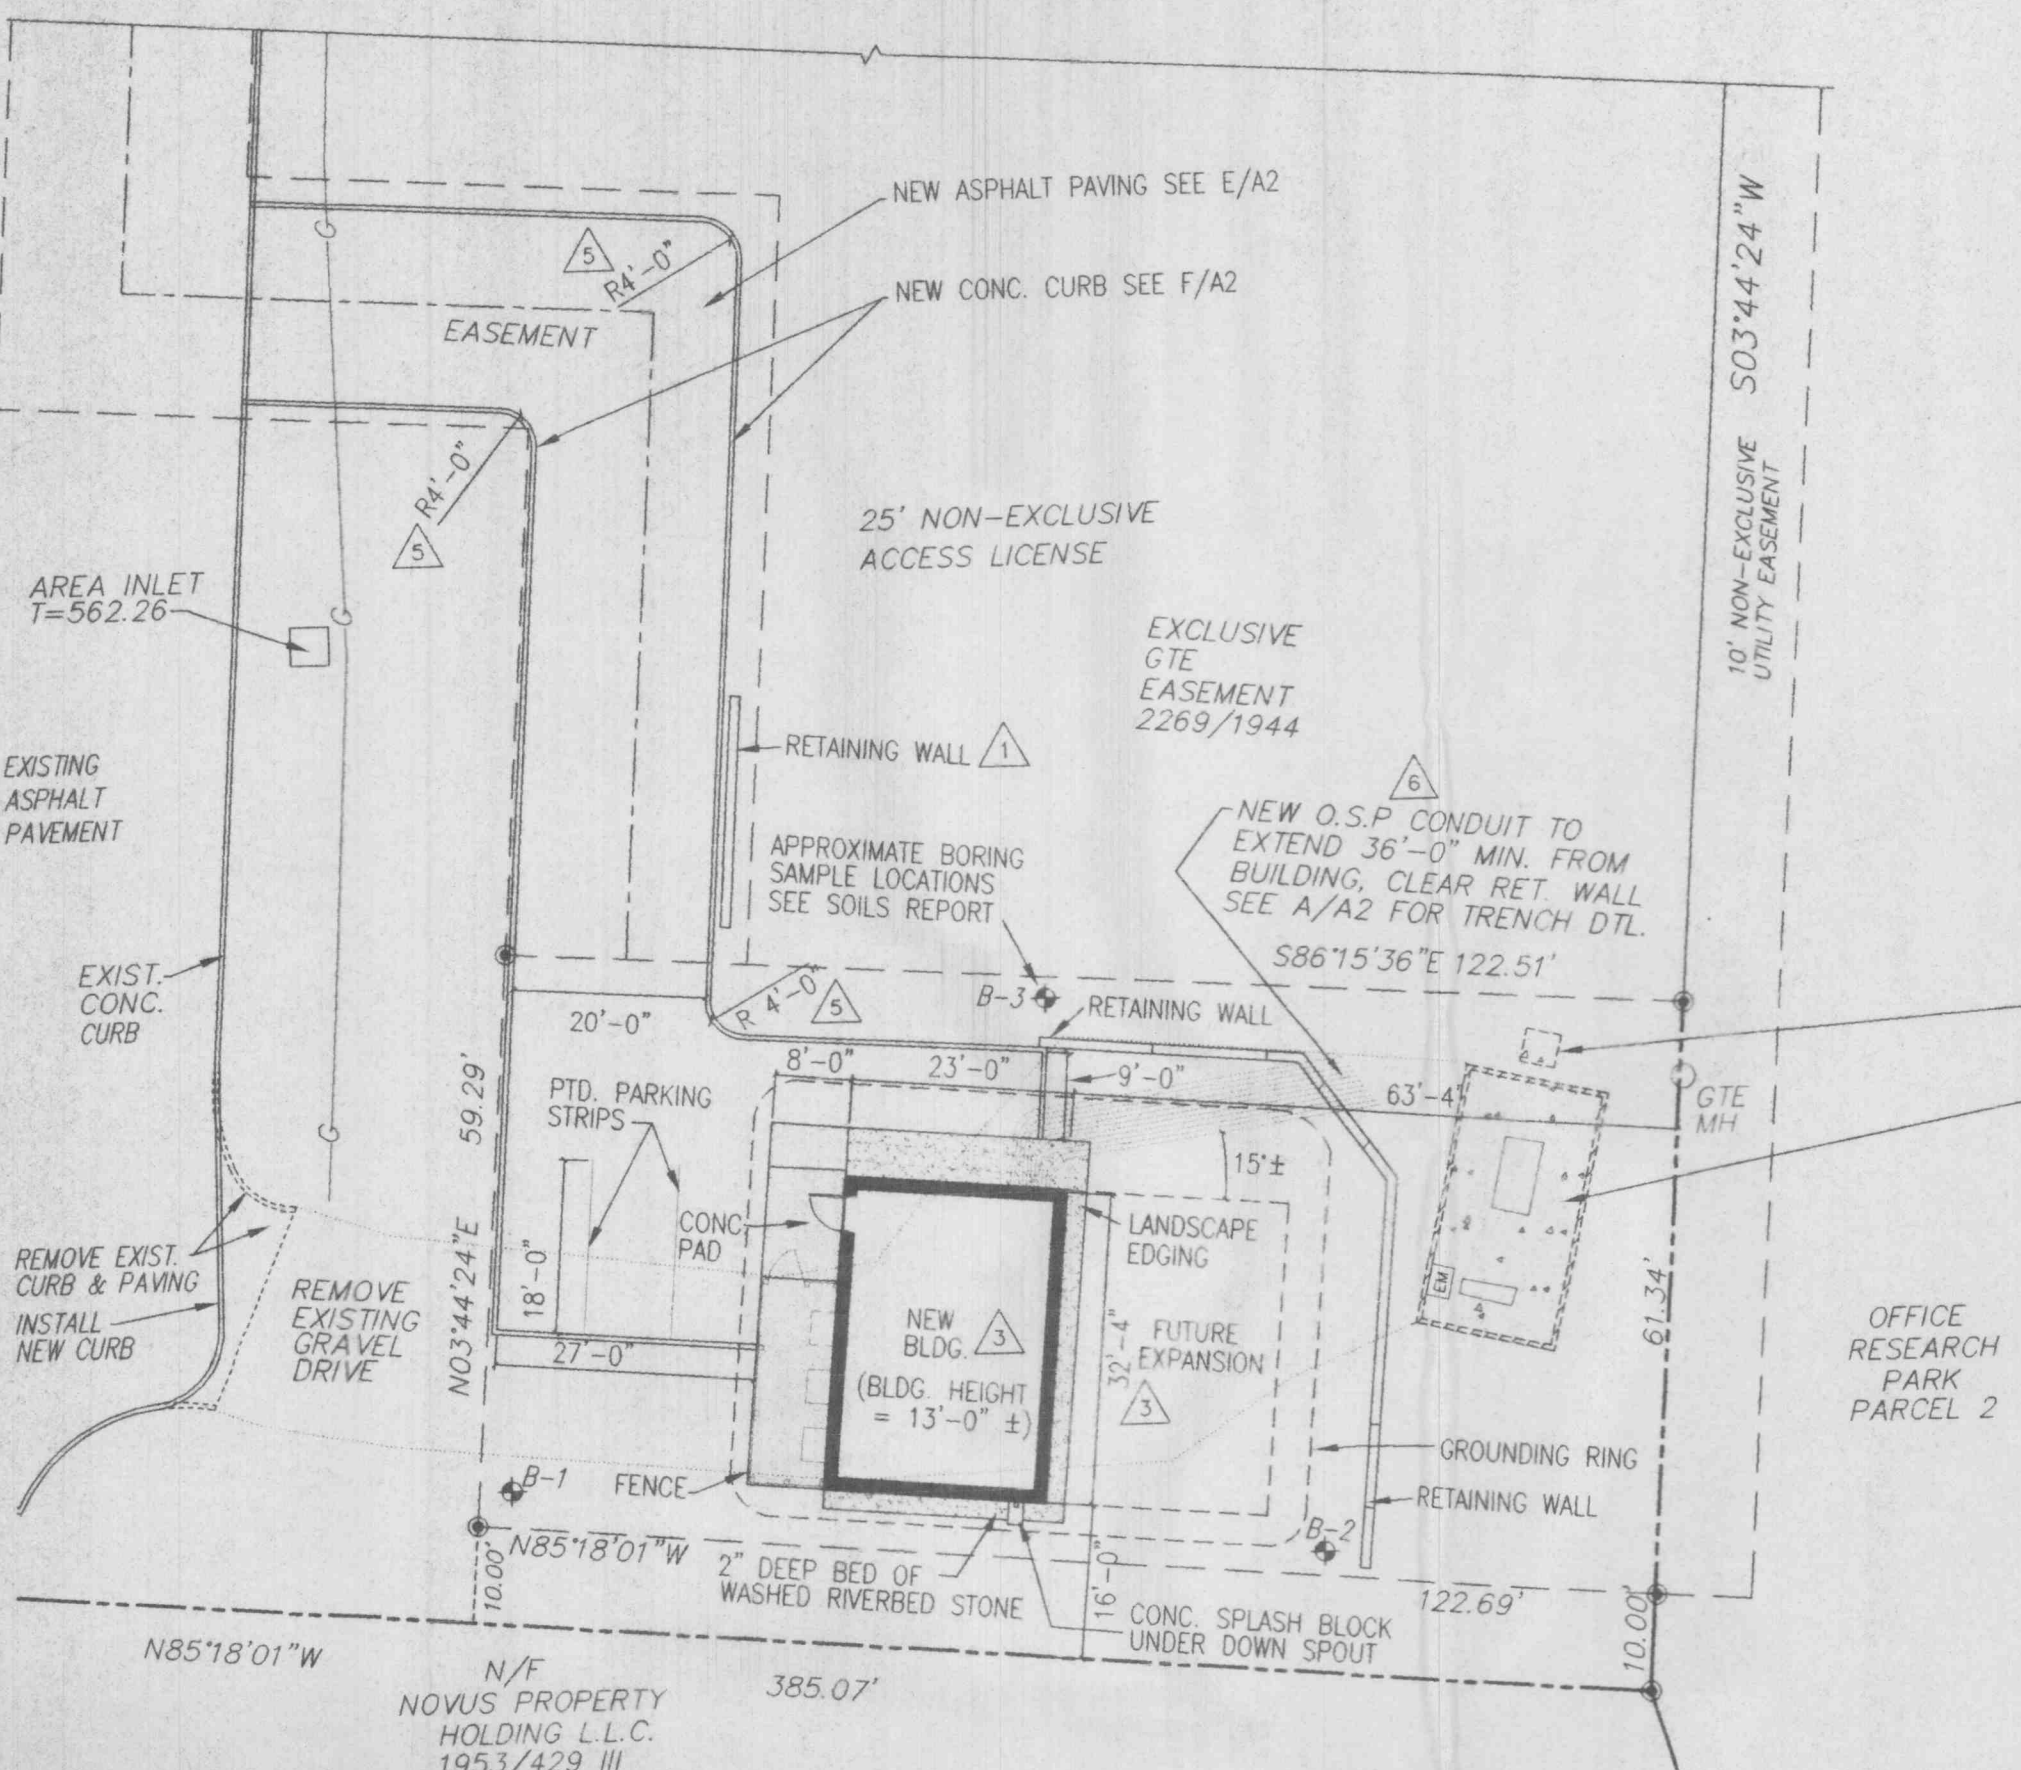 NEW ASPHALT PAVING SEE E/A2
5
R4'-0"
NEW CONC. CURB SEE F/A2
EASEMENT
G
S03°44'24"W
10' NON-EXCLUSIVE
UTILITY EASEMENT
R4'-0"
5
25' NON-EXCLUSIVE
ACCESS LICENSE
AREA INLET
T=562.26
G
EXCLUSIVE
GTE
EASEMENT
2269/1944
RETAINING WALL
1
EXISTING
ASPHALT
PAVEMENT
6
NEW O.S.P CONDUIT TO
EXTEND 36'-0" MIN. FROM
BUILDING, CLEAR RET. WALL
SEE A/A2 FOR TRENCH DTL.
APPROXIMATE BORING
SAMPLE LOCATIONS
SEE SOILS REPORT
S86°15'36"E 122.51'
EXIST.
CONC.
CURB
20'-0"
R 4'-0"
5
B-3
RETAINING WALL
8'-0"
23'-0"
9'-0"
63'-4"
GTE
MH
59.29'
N03°44'24"E
PTD. PARKING
STRIPS
G
15'±
18'-0"
CONC.
PAD
LANDSCAPE
EDGING
REMOVE EXIST.
CURB & PAVING
INSTALL
NEW CURB
REMOVE
EXISTING
GRAVEL
DRIVE
27'-0"
NEW
BLDG.
3
(BLDG. HEIGHT
= 13'-0" ±)
32'-4"
FUTURE
EXPANSION
3
EM
61.34'
OFFICE
RESEARCH
PARK
PARCEL 2
GROUNDING RING
RETAINING WALL
B-1
FENCE
B-2
N85°18'01"W
10.00'
2" DEEP BED OF
WASHED RIVERBED STONE
16'-0"
CONC. SPLASH BLOCK
UNDER DOWN SPOUT
122.69'
10.00'
N85°18'01"W
385.07'
N/F
NOVUS PROPERTY
HOLDING L.L.C.
1953/429 III